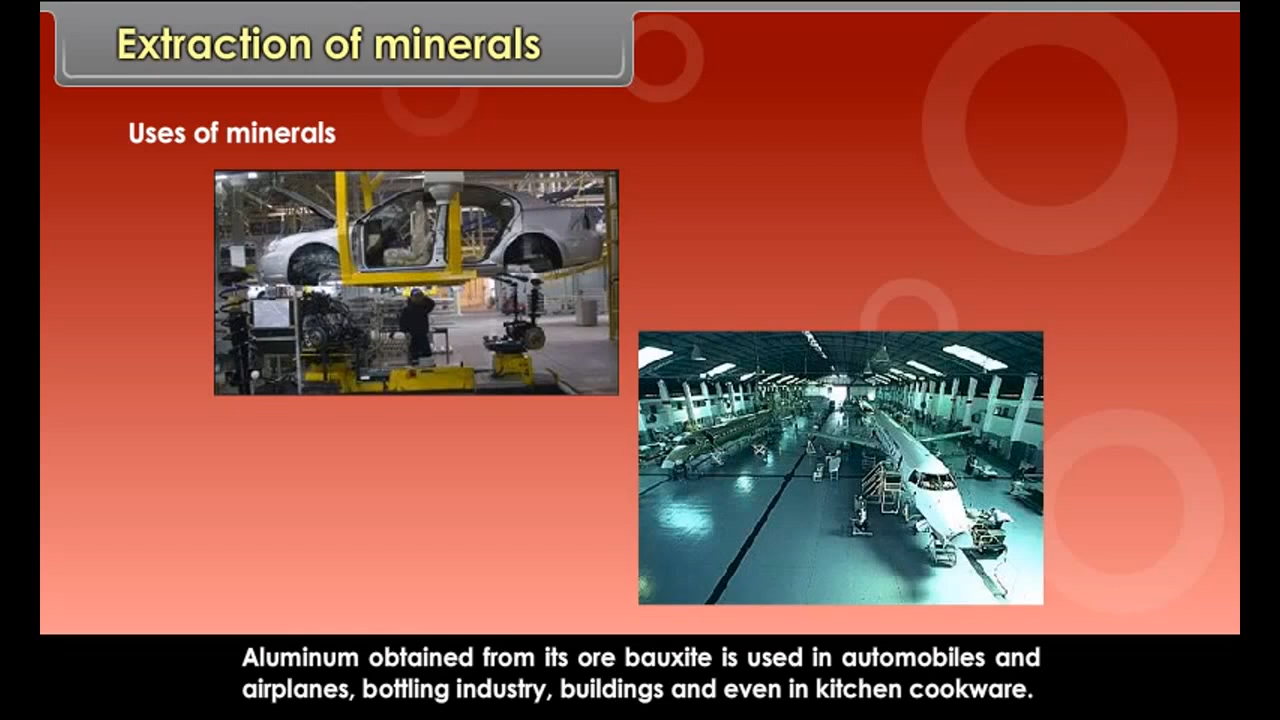 Extraction of minerals
Uses of minerals
Aluminum obtained from its ore bauxite is used in automobiles and
airplanes, bottling industry, buildings and even in kitchen cookware.